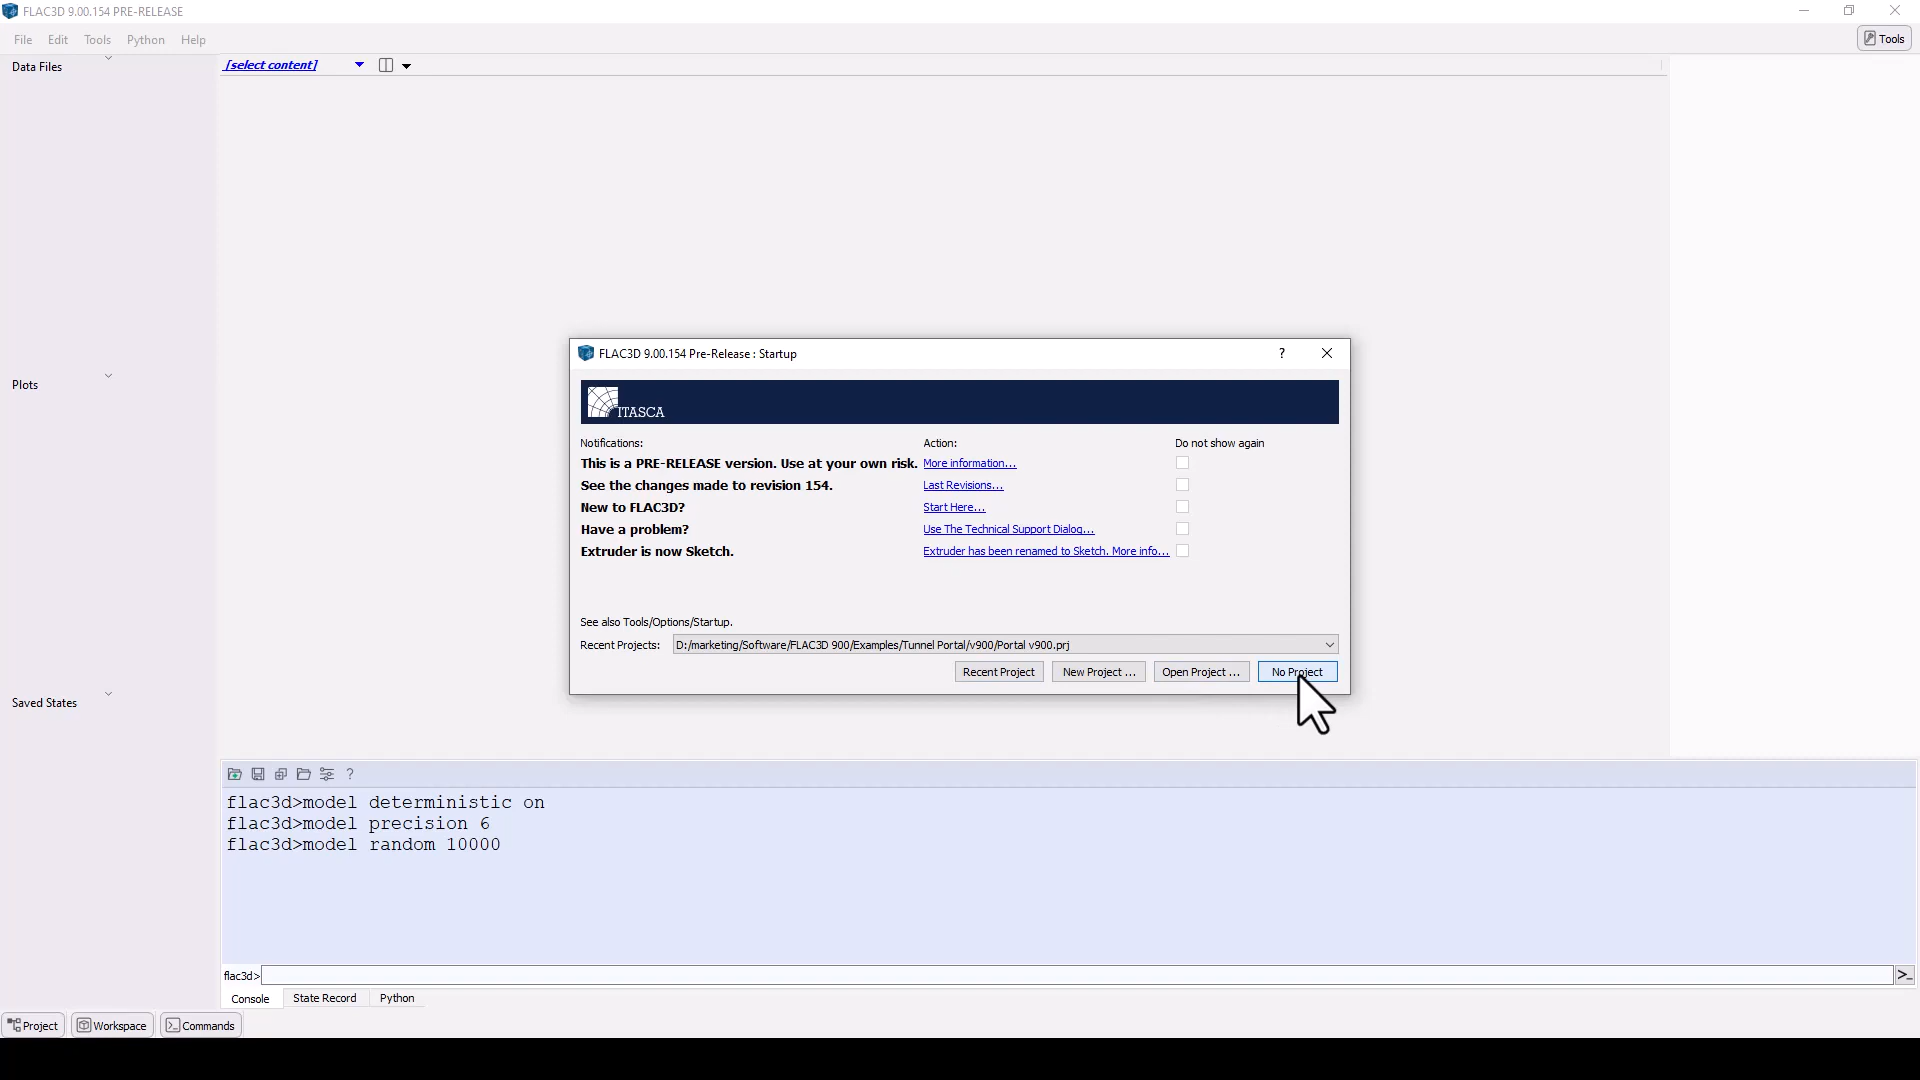 FLAC3D 9.00.154 PRE-RELEASE
File Edit Tools Python Help
Tools
Data Files
[select content]
Plots
Saved States
FLAC3D 9.00.154 Pre-Release : Startup
?
ITASCA
Notifications: Action: Do not show again
This is a PRE-RELEASE version. Use at your own risk. More information...
See the changes made to revision 154. Last Revisions...
New to FLAC3D? Start Here...
Have a problem? Use The Technical Support Dialog...
Extruder is now Sketch. Extruder has been renamed to Sketch. More info...
See also Tools/Options/Startup.
Recent Projects: D:/marketing/Software/FLAC3D 900/Examples/Tunnel Portal/v900/Portal v900.prj
Recent Project New Project ... Open Project ... No Project
?
flac3d>model deterministic on
flac3d>model precision 6
flac3d>model random 10000
flac3d>
>_
Console State Record Python
Project Workspace Commands